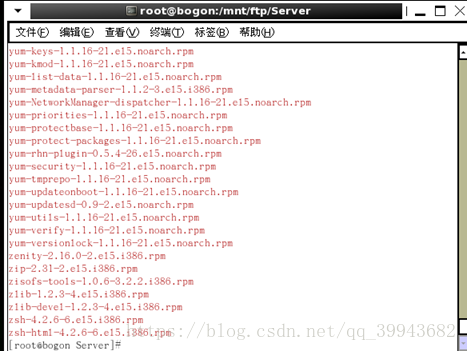 root@bogon:/mnt/ftp/Server
文件(F) 编辑(E) 查看(V) 终端(T) 标签(B) 帮助(H)
yum-keys-1.1.16-21.el5.noarch.rpm
yum-kmod-1.1.16-21.el5.noarch.rpm
yum-list-data-1.1.16-21.el5.noarch.rpm
yum-metadata-parser-1.1.2-3.el5.i386.rpm
yum-NetworkManager-dispatcher-1.1.16-21.el5.noarch.rpm
yum-priorities-1.1.16-21.el5.noarch.rpm
yum-protectbase-1.1.16-21.el5.noarch.rpm
yum-protect-packages-1.1.16-21.el5.noarch.rpm
yum-rhn-plugin-0.5.4-26.el5.noarch.rpm
yum-security-1.1.16-21.el5.noarch.rpm
yum-tmprepo-1.1.16-21.el5.noarch.rpm
yum-updateonboot-1.1.16-21.el5.noarch.rpm
yum-updatesd-0.9-2.el5.noarch.rpm
yum-utils-1.1.16-21.el5.noarch.rpm
yum-verify-1.1.16-21.el5.noarch.rpm
yum-versionlock-1.1.16-21.el5.noarch.rpm
zenity-2.16.0-2.el5.i386.rpm
zip-2.31-2.el5.i386.rpm
zisofs-tools-1.0.6-3.2.2.i386.rpm
zlib-1.2.3-4.el5.i386.rpm
zlib-devel-1.2.3-4.el5.i386.rpm
zsh-4.2.6-6.el5.i386.rpm
zsh-html-4.2.6-6.el5.i386.rpm
https://blog.csdn.net/qq_39943682
[root@bogon Server]#